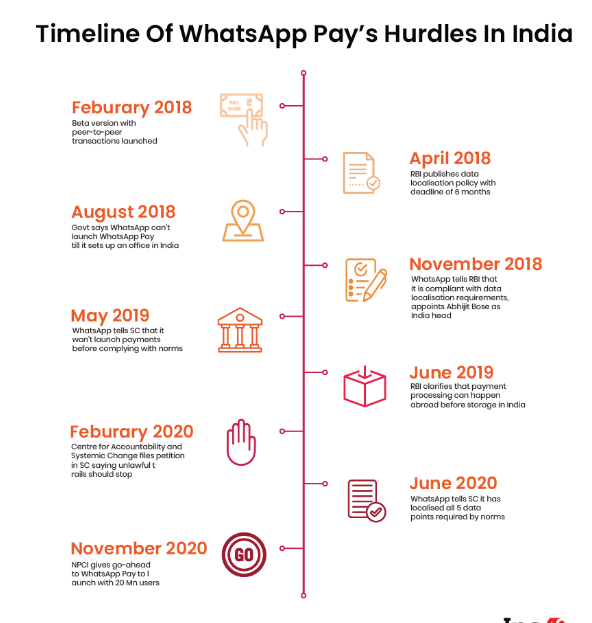 Timeline Of WhatsApp Pay's Hurdles In India
Feburary 2018
Beta version with
peer-to-peer
transactions launched
PAY
NOW
April 2018
RBI publishes data
localisation policy with
deadline of 6 months
August 2018
Govt says WhatsApp can't
launch WhatsApp Pay
till it sets up an office in India
November 2018
WhatsApp tells RBI that
it is compliant with data
localisation requirements,
appoints Abhijit Bose as
India head
May 2019
WhatsApp tells SC that it
won't launch payments
before complying with norms
June 2019
RBI clarifies that payment
processing can happen
abroad before storage in India
Feburary 2020
Centre for Accountability and
Systemic Change files petition
in SC saying unlawful t
rails should stop
June 2020
WhatsApp tells SC it has
localised all 5 data
points required by norms
November 2020
NPCI gives go-ahead
to WhatsApp Pay to l
aunch with 20 Mn users
GO